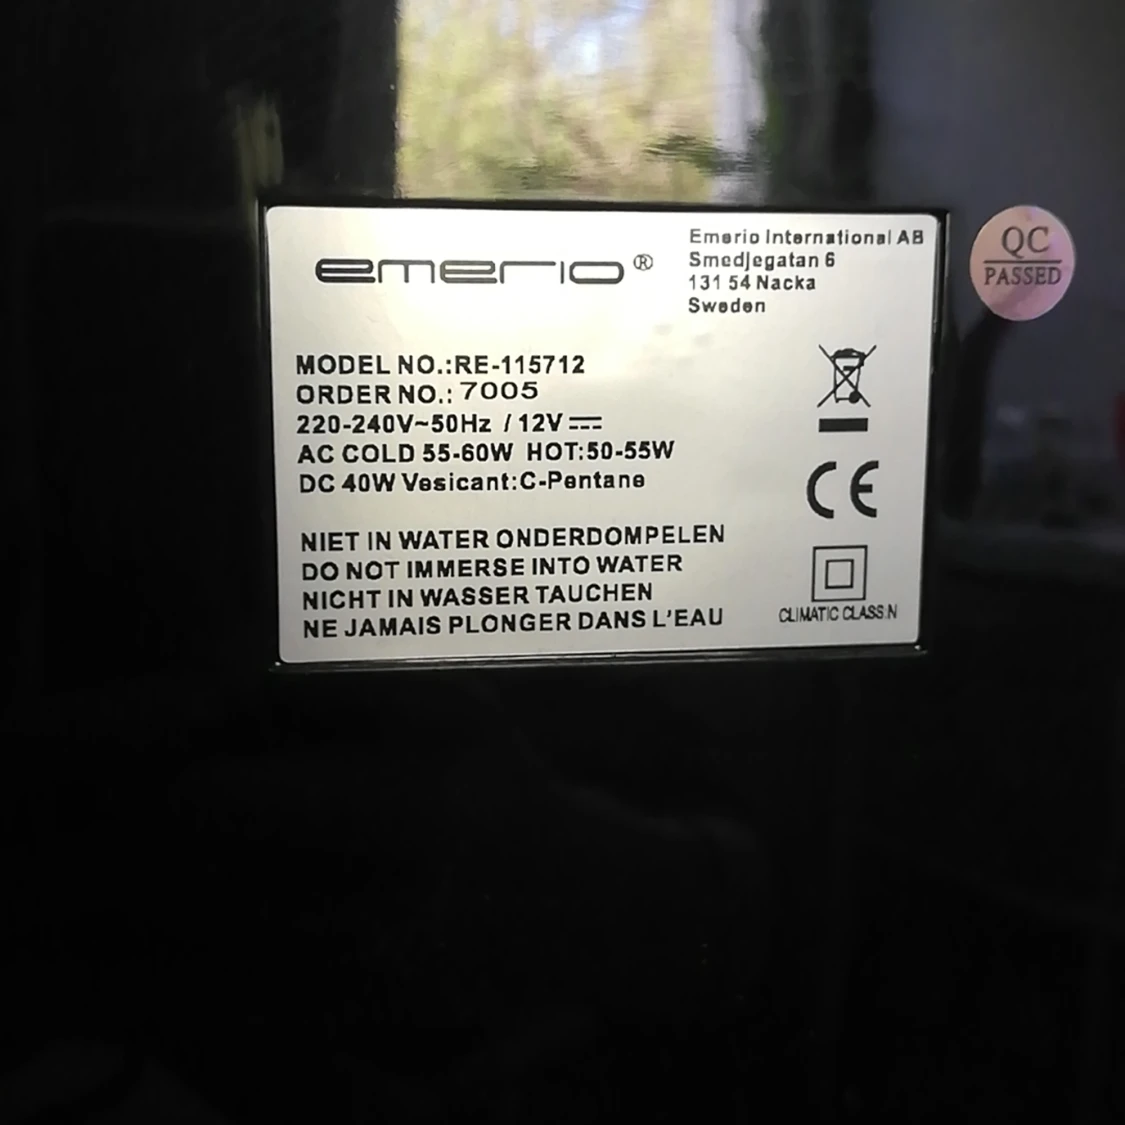 emerio®
Emerio International AB
Smedjegatan 6
131 54 Nacka
Sweden
MODEL NO.:RE-115712
ORDER NO.: 7005
220-240V~50Hz / 12V⎓
AC COLD 55-60W HOT:50-55W
DC 40W Vesicant:C-Pentane
NIET IN WATER ONDERDOMPELEN
DO NOT IMMERSE INTO WATER
NICHT IN WASSER TAUCHEN
NE JAMAIS PLONGER DANS L'EAU
CE
CLIMATIC CLASS:N
QC
PASSED